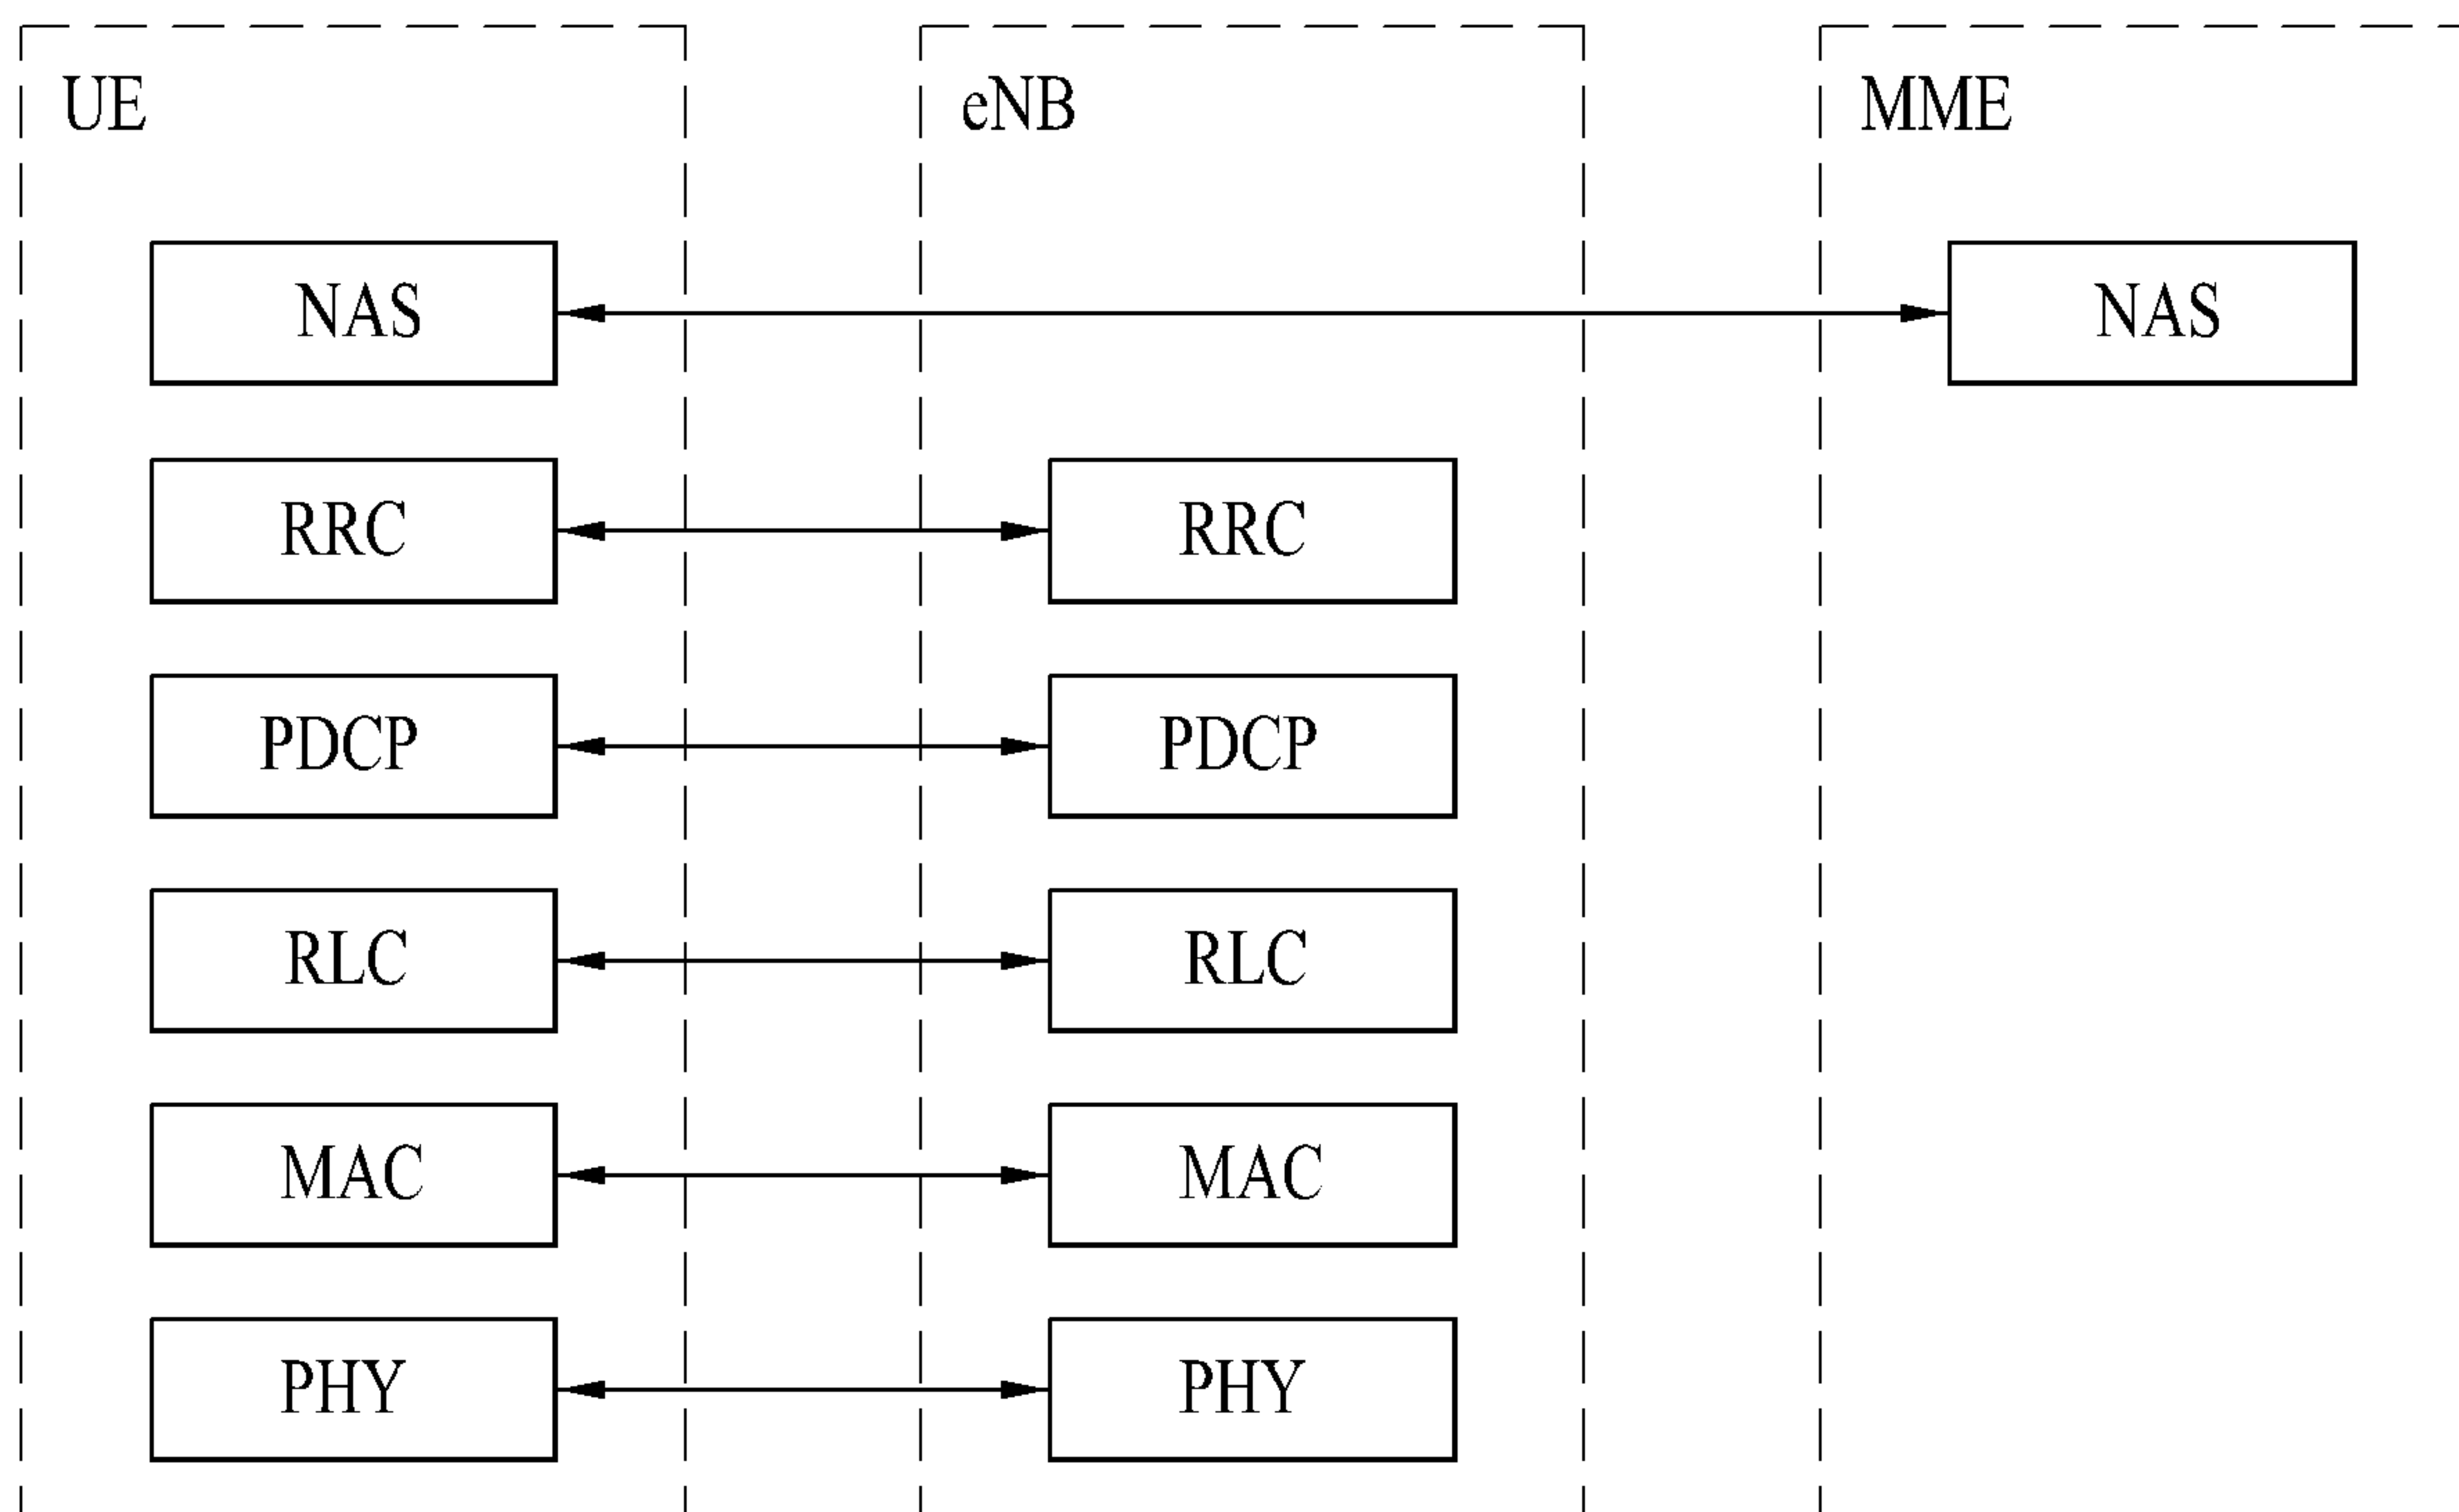 UE
eNB
MME
NAS
NAS
RRC
RRC
PDCP
PDCP
RLC
RLC
MAC
MAC
PHY
PHY